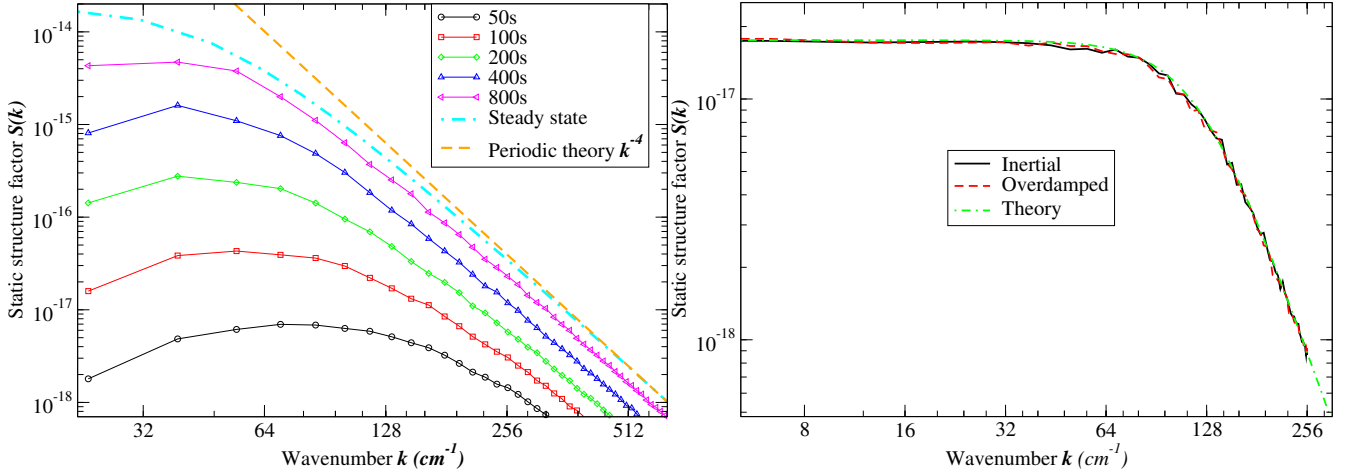 10^-14
10^-15
10^-16
10^-17
10^-18
Static structure factor S(k)
32
64
128
256
512
Wavenumber k (cm^-1)
50s
100s
200s
400s
800s
Steady state
Periodic theory k^-4
10^-17
10^-18
Static structure factor S(k)
8
16
32
64
128
256
Wavenumber k (cm^-1)
Inertial
Overdamped
Theory